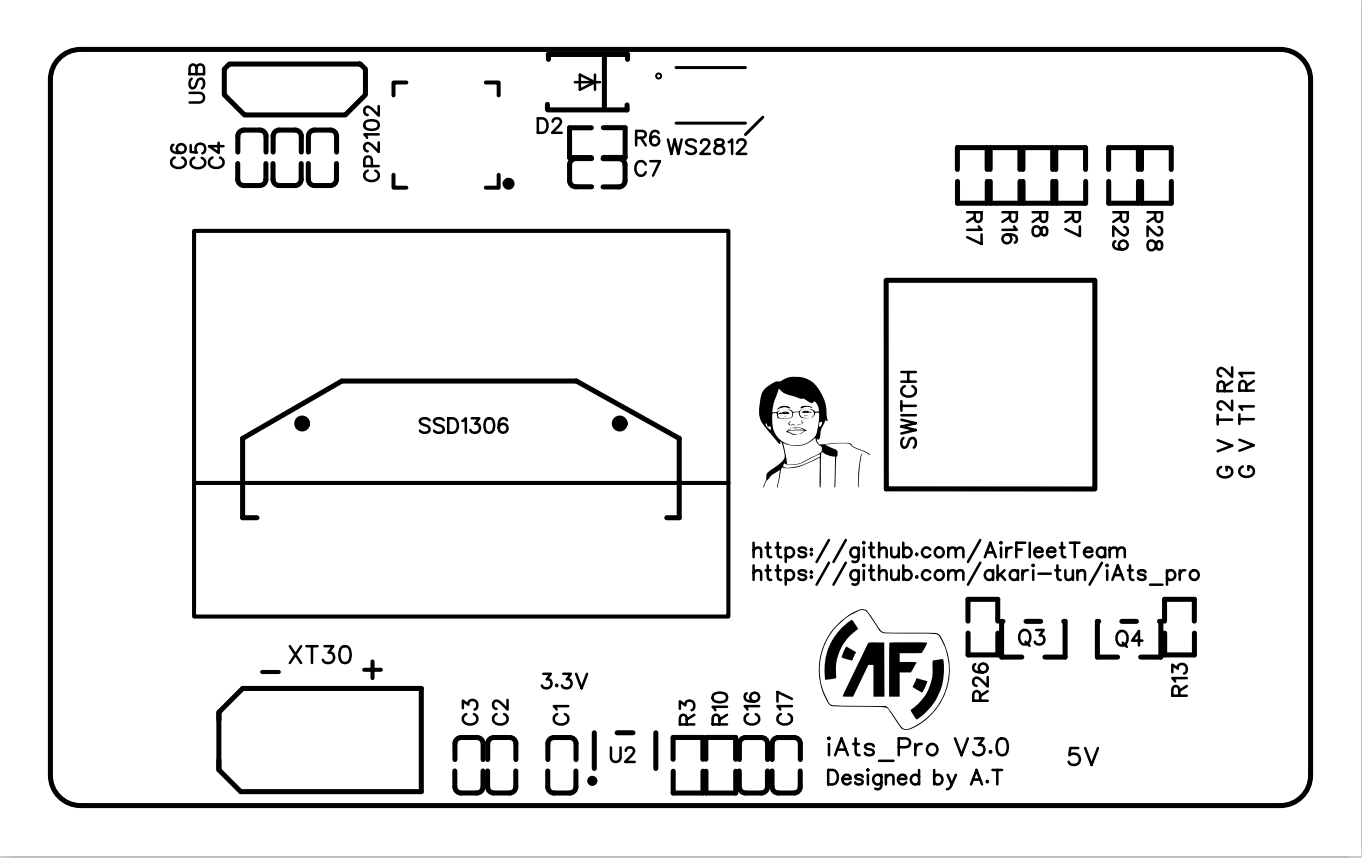 USB
C6
C5
C4
CP2102
D2
R6
C7
WS2812
R17
R16
R8
R7
R29
R28
SSD1306
SWITCH
G V T2 R2
G V T1 R1
https://github.com/AirFleetTeam
https://github.com/akari-tun/iAts_pro
R26
Q3
Q4
R13
AF
XT30
- +
C3
C2
3.3V
C1
U2
R3
R10
C16
C17
iAts_Pro V3.0
Designed by A.T
5V